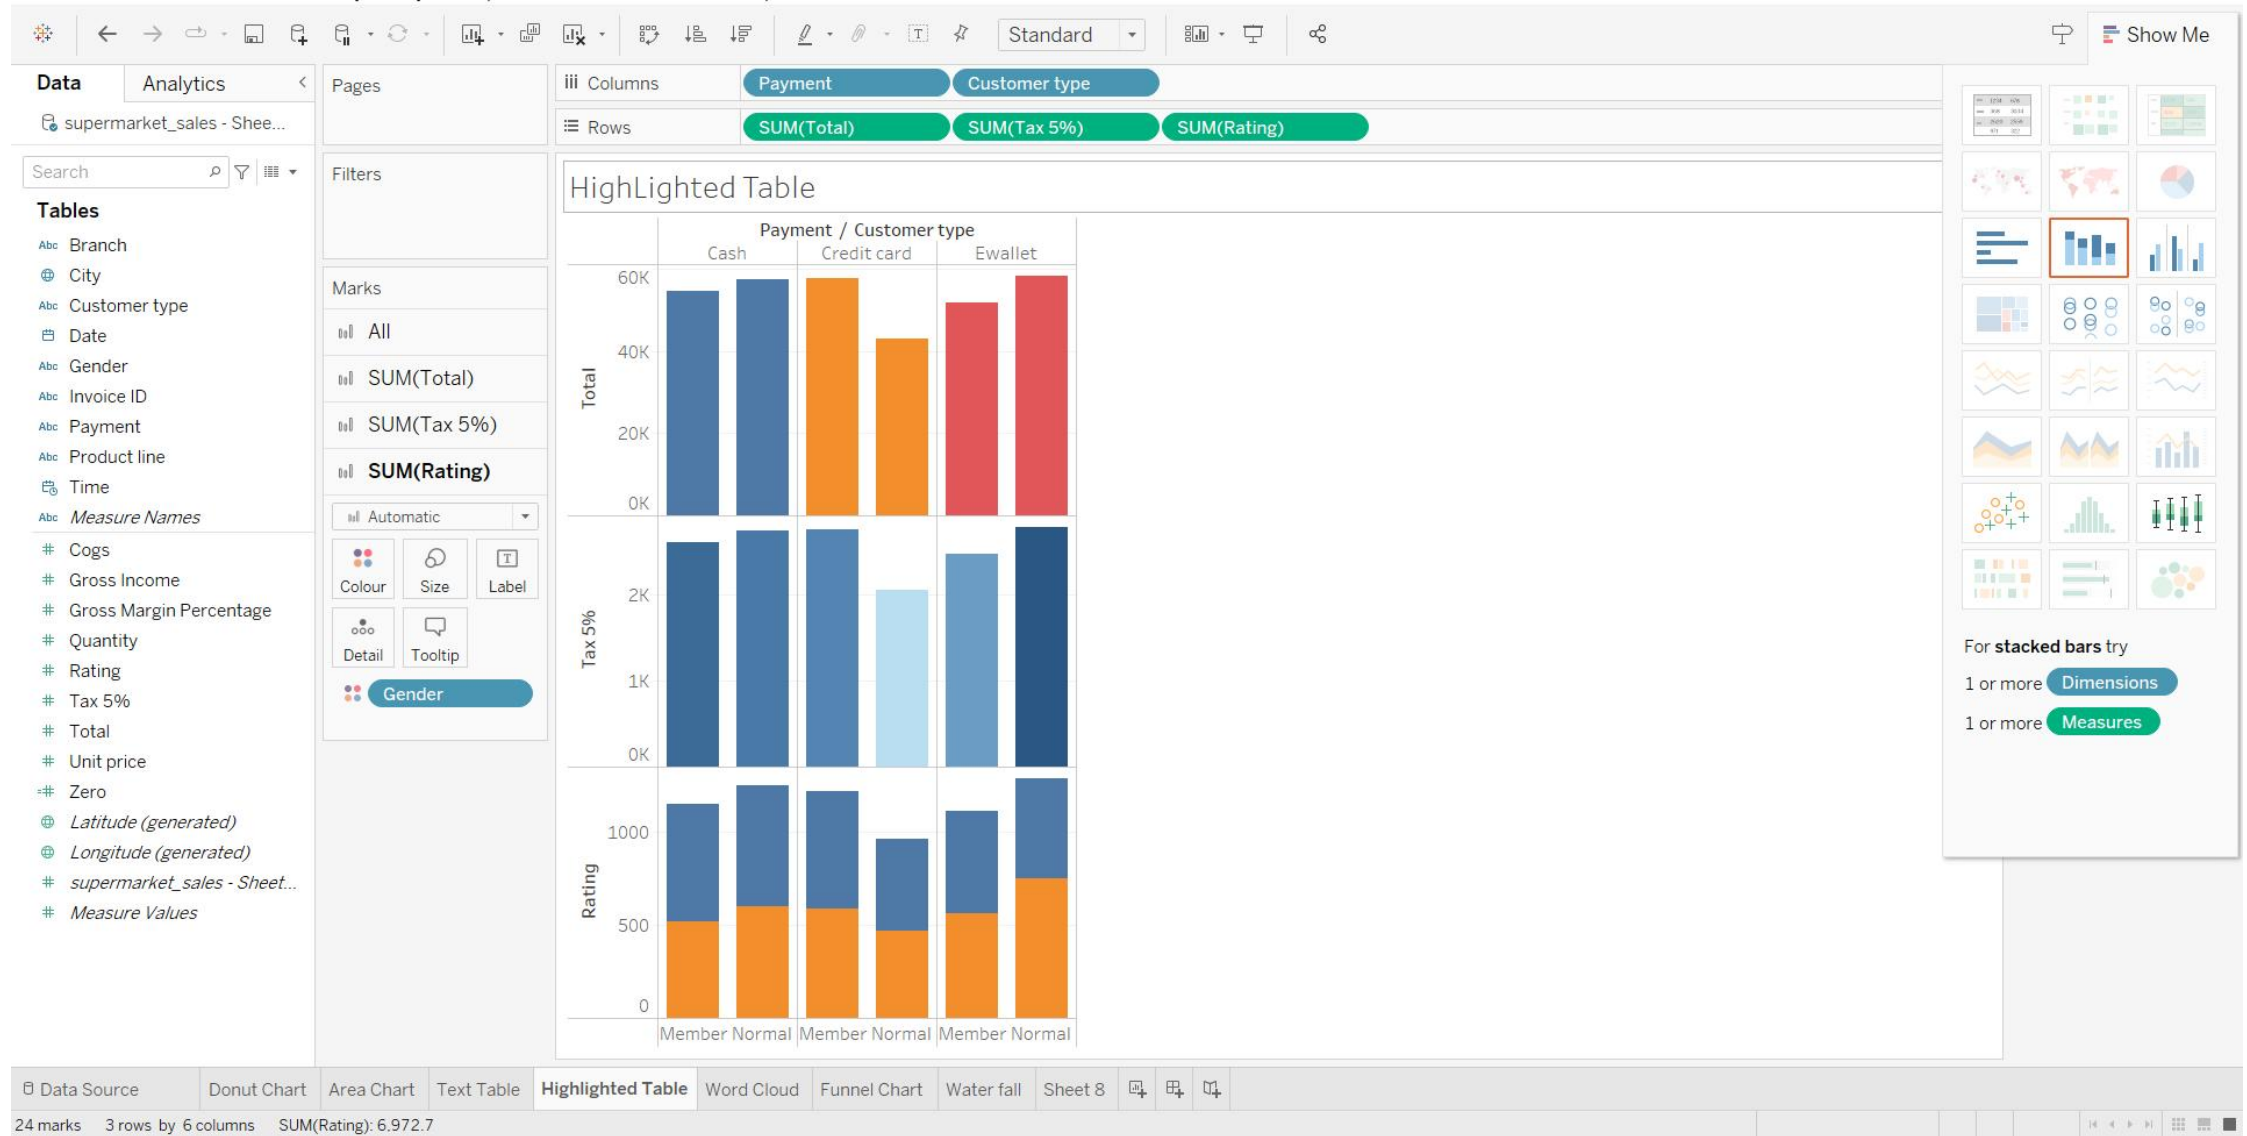 Standard
Show Me
Data
Analytics
Pages
Columns
Payment
Customer type
supermarket_sales - Shee...
Rows
SUM(Total)
SUM(Tax 5%)
SUM(Rating)
Search
Filters
HighLighted Table
Tables
Abc Branch
City
Abc Customer type
Date
Abc Gender
Abc Invoice ID
Abc Payment
Abc Product line
Time
Abc Measure Names
# Cogs
# Gross Income
# Gross Margin Percentage
# Quantity
# Rating
# Tax 5%
# Total
# Unit price
=# Zero
Latitude (generated)
Longitude (generated)
# supermarket_sales - Sheet...
# Measure Values
Marks
All
SUM(Total)
SUM(Tax 5%)
SUM(Rating)
Automatic
Colour
Size
Label
Detail
Tooltip
Gender
Payment / Customer type
Cash
Credit card
Ewallet
60K
40K
20K
0K
Total
2K
1K
0K
Tax 5%
1000
500
0
Rating
Member Normal Member Normal Member Normal
For stacked bars try
1 or more Dimensions
1 or more Measures
Data Source
Donut Chart
Area Chart
Text Table
Highlighted Table
Word Cloud
Funnel Chart
Water fall
Sheet 8
24 marks
3 rows by 6 columns
SUM(Rating): 6,972.7